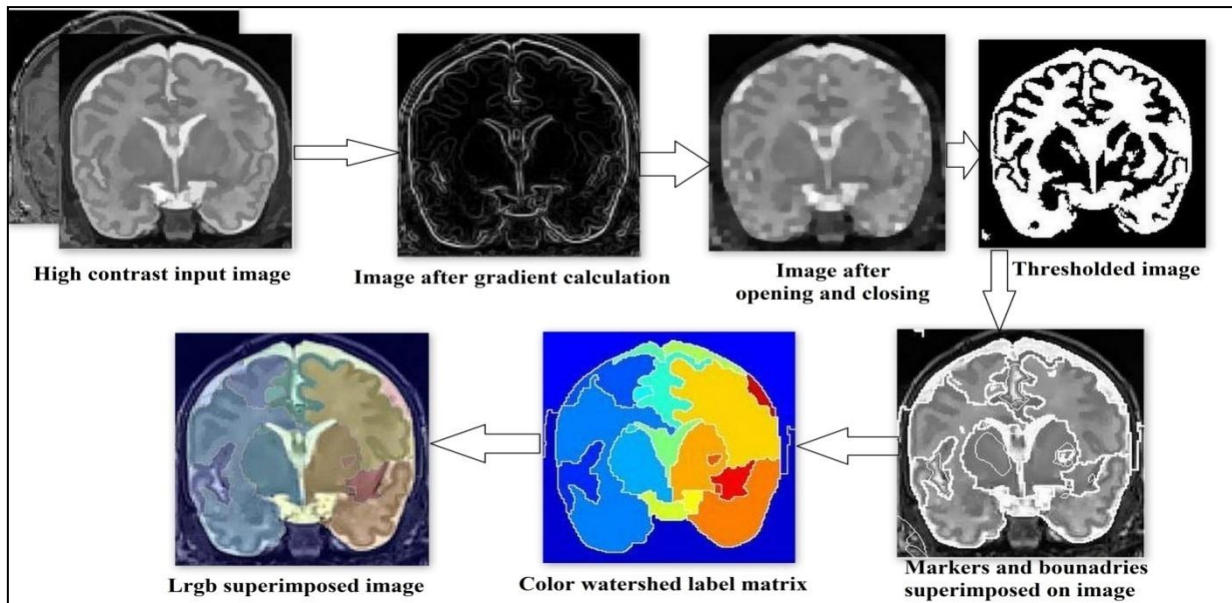 High contrast input image
Image after gradient calculation
Image after
opening and closing
Thresholded image
Lrgb superimposed image
Color watershed label matrix
Markers and bounadries
superimposed on image